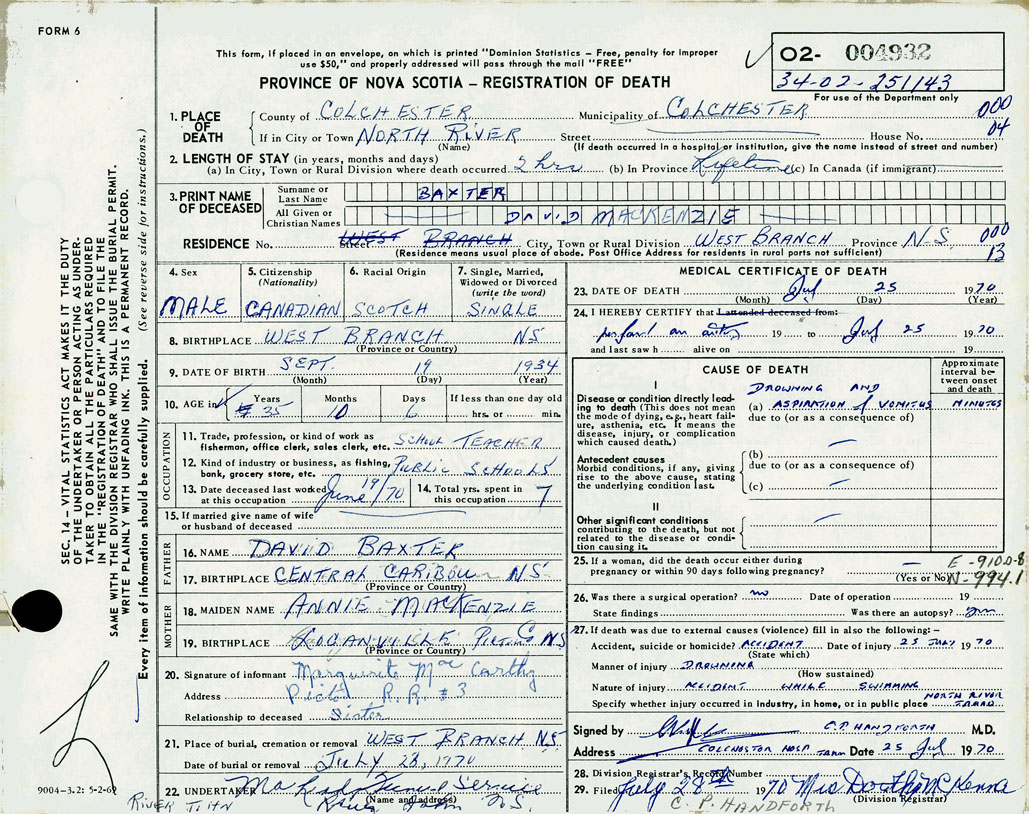 FORM 6
This form, if placed in an envelope, on which is printed "Dominion Statistics – Free, penalty for improper
use $50," and properly addressed will pass through the mail "FREE"
PROVINCE OF NOVA SCOTIA – REGISTRATION OF DEATH
02- 004932
34-02-251143
For use of the Department only
1. PLACE OF DEATH
County of COLCHESTER Municipality of COLCHESTER 000
If in City or Town NORTH RIVER Street House No. 04
(Name) (If death occurred in a hospital or institution, give the name instead of street and number)
2. LENGTH OF STAY (in years, months and days)
(a) In City, Town or Rural Division where death occurred 2 hrs (b) In Province Lifetime (c) In Canada (if immigrant)
3. PRINT NAME OF DECEASED
Surname or Last Name BAXTER
All Given or Christian Names DAVID MACKENZIE
RESIDENCE No. WEST BRANCH City, Town or Rural Division WEST BRANCH Province N.S. 000
(Residence means usual place of abode. Post Office Address for residents in rural parts not sufficient) 13
4. Sex MALE
5. Citizenship (Nationality) CANADIAN
6. Racial Origin SCOTCH
7. Single, Married, Widowed or Divorced (write the word) SINGLE
8. BIRTHPLACE WEST BRANCH NS
(Province or Country)
9. DATE OF BIRTH SEPT. 19 1934
(Month) (Day) (Year)
10. AGE in Years 35 Months 10 Days 6 If less than one day old hrs. or min.
OCCUPATION
11. Trade, profession, or kind of work as
fisherman, office clerk, sales clerk, etc. SCHOOL TEACHER
12. Kind of industry or business, as fishing,
bank, grocery store, etc. PUBLIC SCHOOLS
13. Date deceased last worked
at this occupation June 19/70
14. Total yrs. spent in
this occupation 7
15. If married give name of wife
or husband of deceased
FATHER
16. NAME DAVID BAXTER
17. BIRTHPLACE CENTRAL CARIBOU NS
(Province or Country)
MOTHER
18. MAIDEN NAME ANNIE MACKENZIE
19. BIRTHPLACE LOGANVILLE PICTOU CO NS
(Province or Country)
20. Signature of informant Marguerite MacCarthy
Address Pictou R.R. #3
Relationship to deceased Sister
21. Place of burial, cremation or removal WEST BRANCH N.S.
Date of burial or removal JULY 28, 1970
22. UNDERTAKER Funeral Service
(Name and address) River John N.S.
9004-3.2: 5-2-69
RIVER JOHN
MEDICAL CERTIFICATE OF DEATH
23. DATE OF DEATH Jul 25 1970
(Month) (Day) (Year)
24. I HEREBY CERTIFY that I attended deceased from:
19 to Jul 25 1970
and last saw h alive on 19
CAUSE OF DEATH
Approximate interval between onset and death
I
Disease or condition directly leading to death (This does not mean the mode of dying, e.g., heart failure, asthenia, etc. It means the disease, injury, or complication which caused death.)
DROWNING AND
(a) ASPIRATION OF VOMITUS MINUTES
due to (or as a consequence of)
Antecedent causes
Morbid conditions, if any, giving rise to the above cause, stating the underlying condition last.
(b)
due to (or as a consequence of)
(c)
II
Other significant conditions
contributing to the death, but not related to the disease or condition causing it.
25. If a woman, did the death occur either during
pregnancy or within 90 days following pregnancy? (Yes or No)
E-910.0-8
N-994.1
26. Was there a surgical operation? no Date of operation 19
State findings Was there an autopsy? yes
27. If death was due to external causes (violence) fill in also the following: –
Accident, suicide or homicide? ACCIDENT Date of injury 25 JULY 1970
(State which)
Manner of injury DROWNING
(How sustained)
Nature of injury ACCIDENT WHILE SWIMMING
Specify whether injury occurred in industry, in home, or in public place NORTH RIVER
Signed by C.P. HANDFORTH M.D.
Address COLCHESTER HOSP Date 25 Jul 1970
28. Division Registrar's Record Number
29. Filed July 28th 1970 Mrs Dorothy McKenna
(Division Registrar)
C. P. HANDFORTH
SEC. 14 – VITAL STATISTICS ACT MAKES IT THE DUTY
OF THE UNDERTAKER OR PERSON ACTING AS UNDER-
TAKER TO OBTAIN ALL THE PARTICULARS REQUIRED
IN THE "REGISTRATION OF DEATH" AND TO FILE THE
SAME WITH THE DIVISION REGISTRAR WHO SHALL ISSUE THE BURIAL PERMIT.
WRITE PLAINLY WITH UNFADING INK. THIS IS A PERMANENT RECORD.
Every item of information should be carefully supplied. (See reverse side for instructions.)